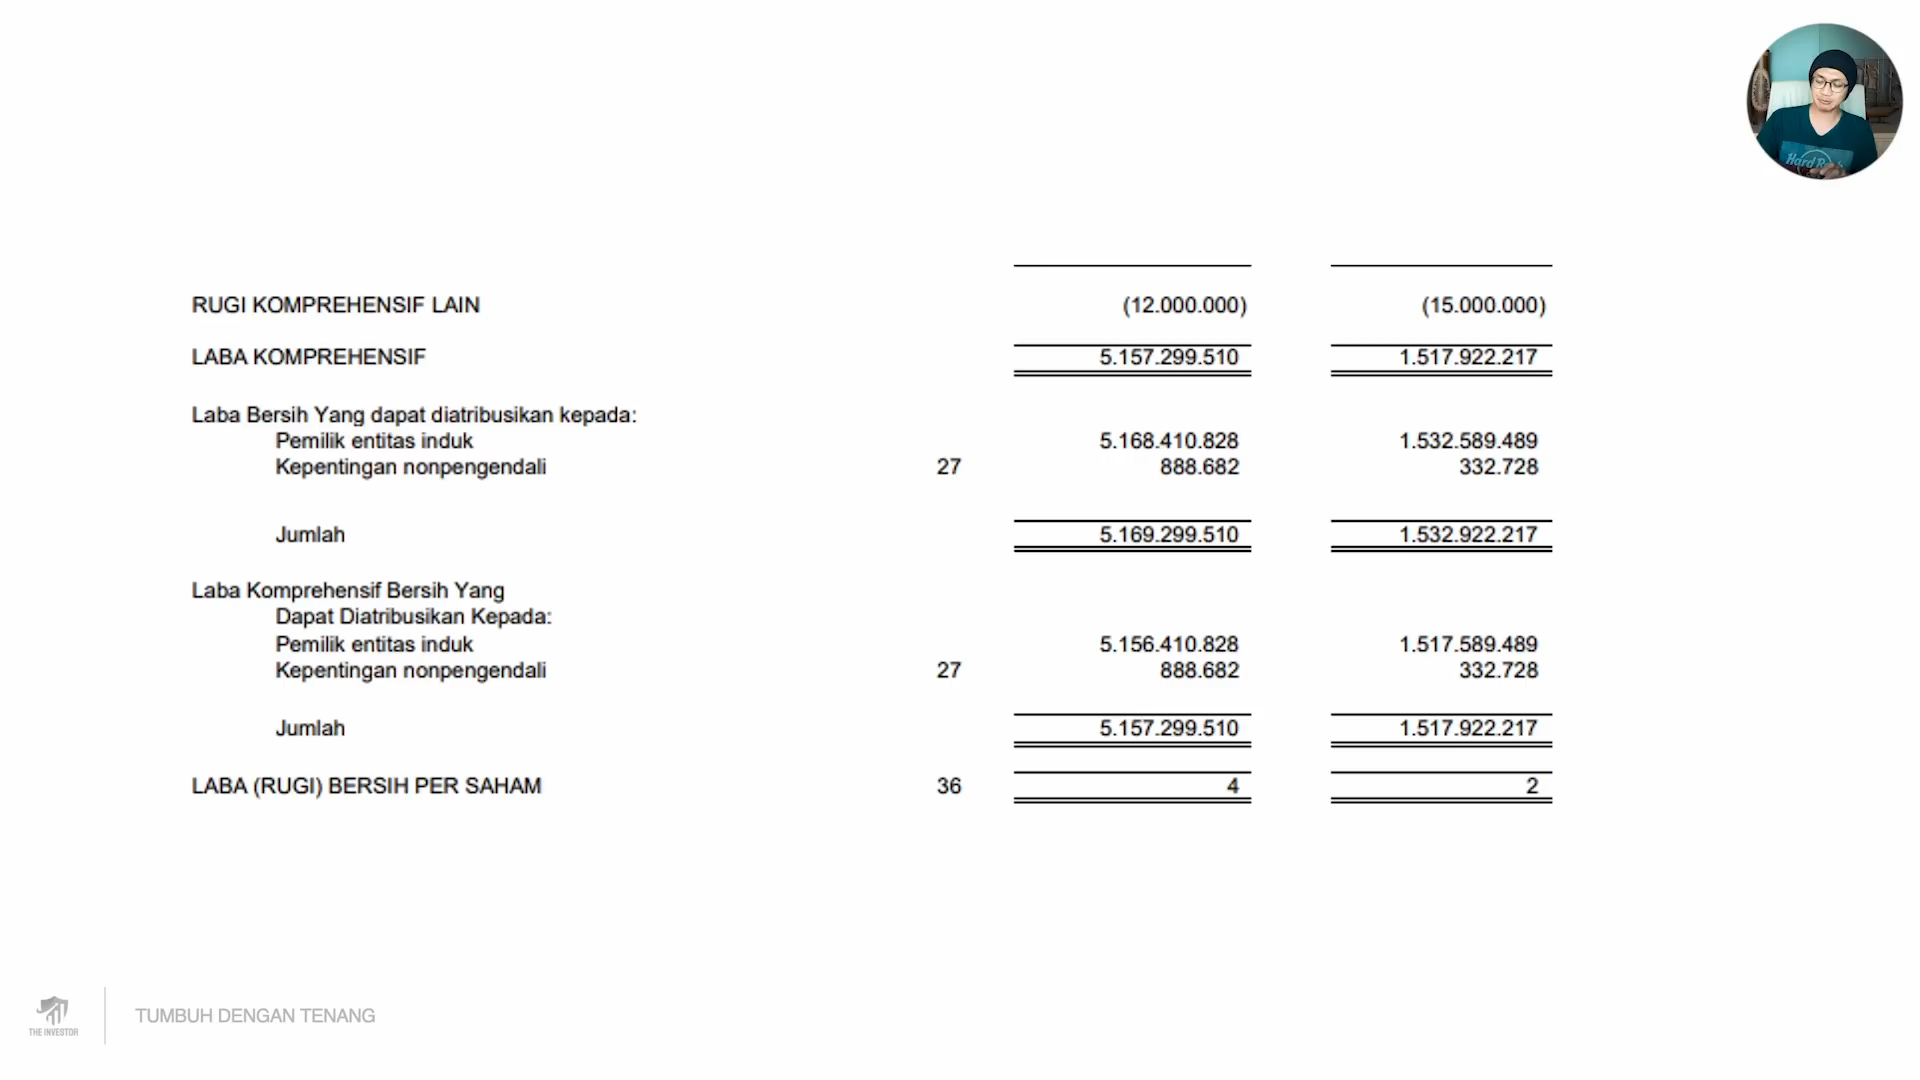 RUGI KOMPREHENSIF LAIN (12.000.000) (15.000.000)
LABA KOMPREHENSIF 5.157.299.510 1.517.922.217
Laba Bersih Yang dapat diatribusikan kepada:
Pemilik entitas induk 5.168.410.828 1.532.589.489
Kepentingan nonpengendali 27 888.682 332.728
Jumlah 5.169.299.510 1.532.922.217
Laba Komprehensif Bersih Yang
Dapat Diatribusikan Kepada:
Pemilik entitas induk 5.156.410.828 1.517.589.489
Kepentingan nonpengendali 27 888.682 332.728
Jumlah 5.157.299.510 1.517.922.217
LABA (RUGI) BERSIH PER SAHAM 36 4 2
THE INVESTOR
TUMBUH DENGAN TENANG